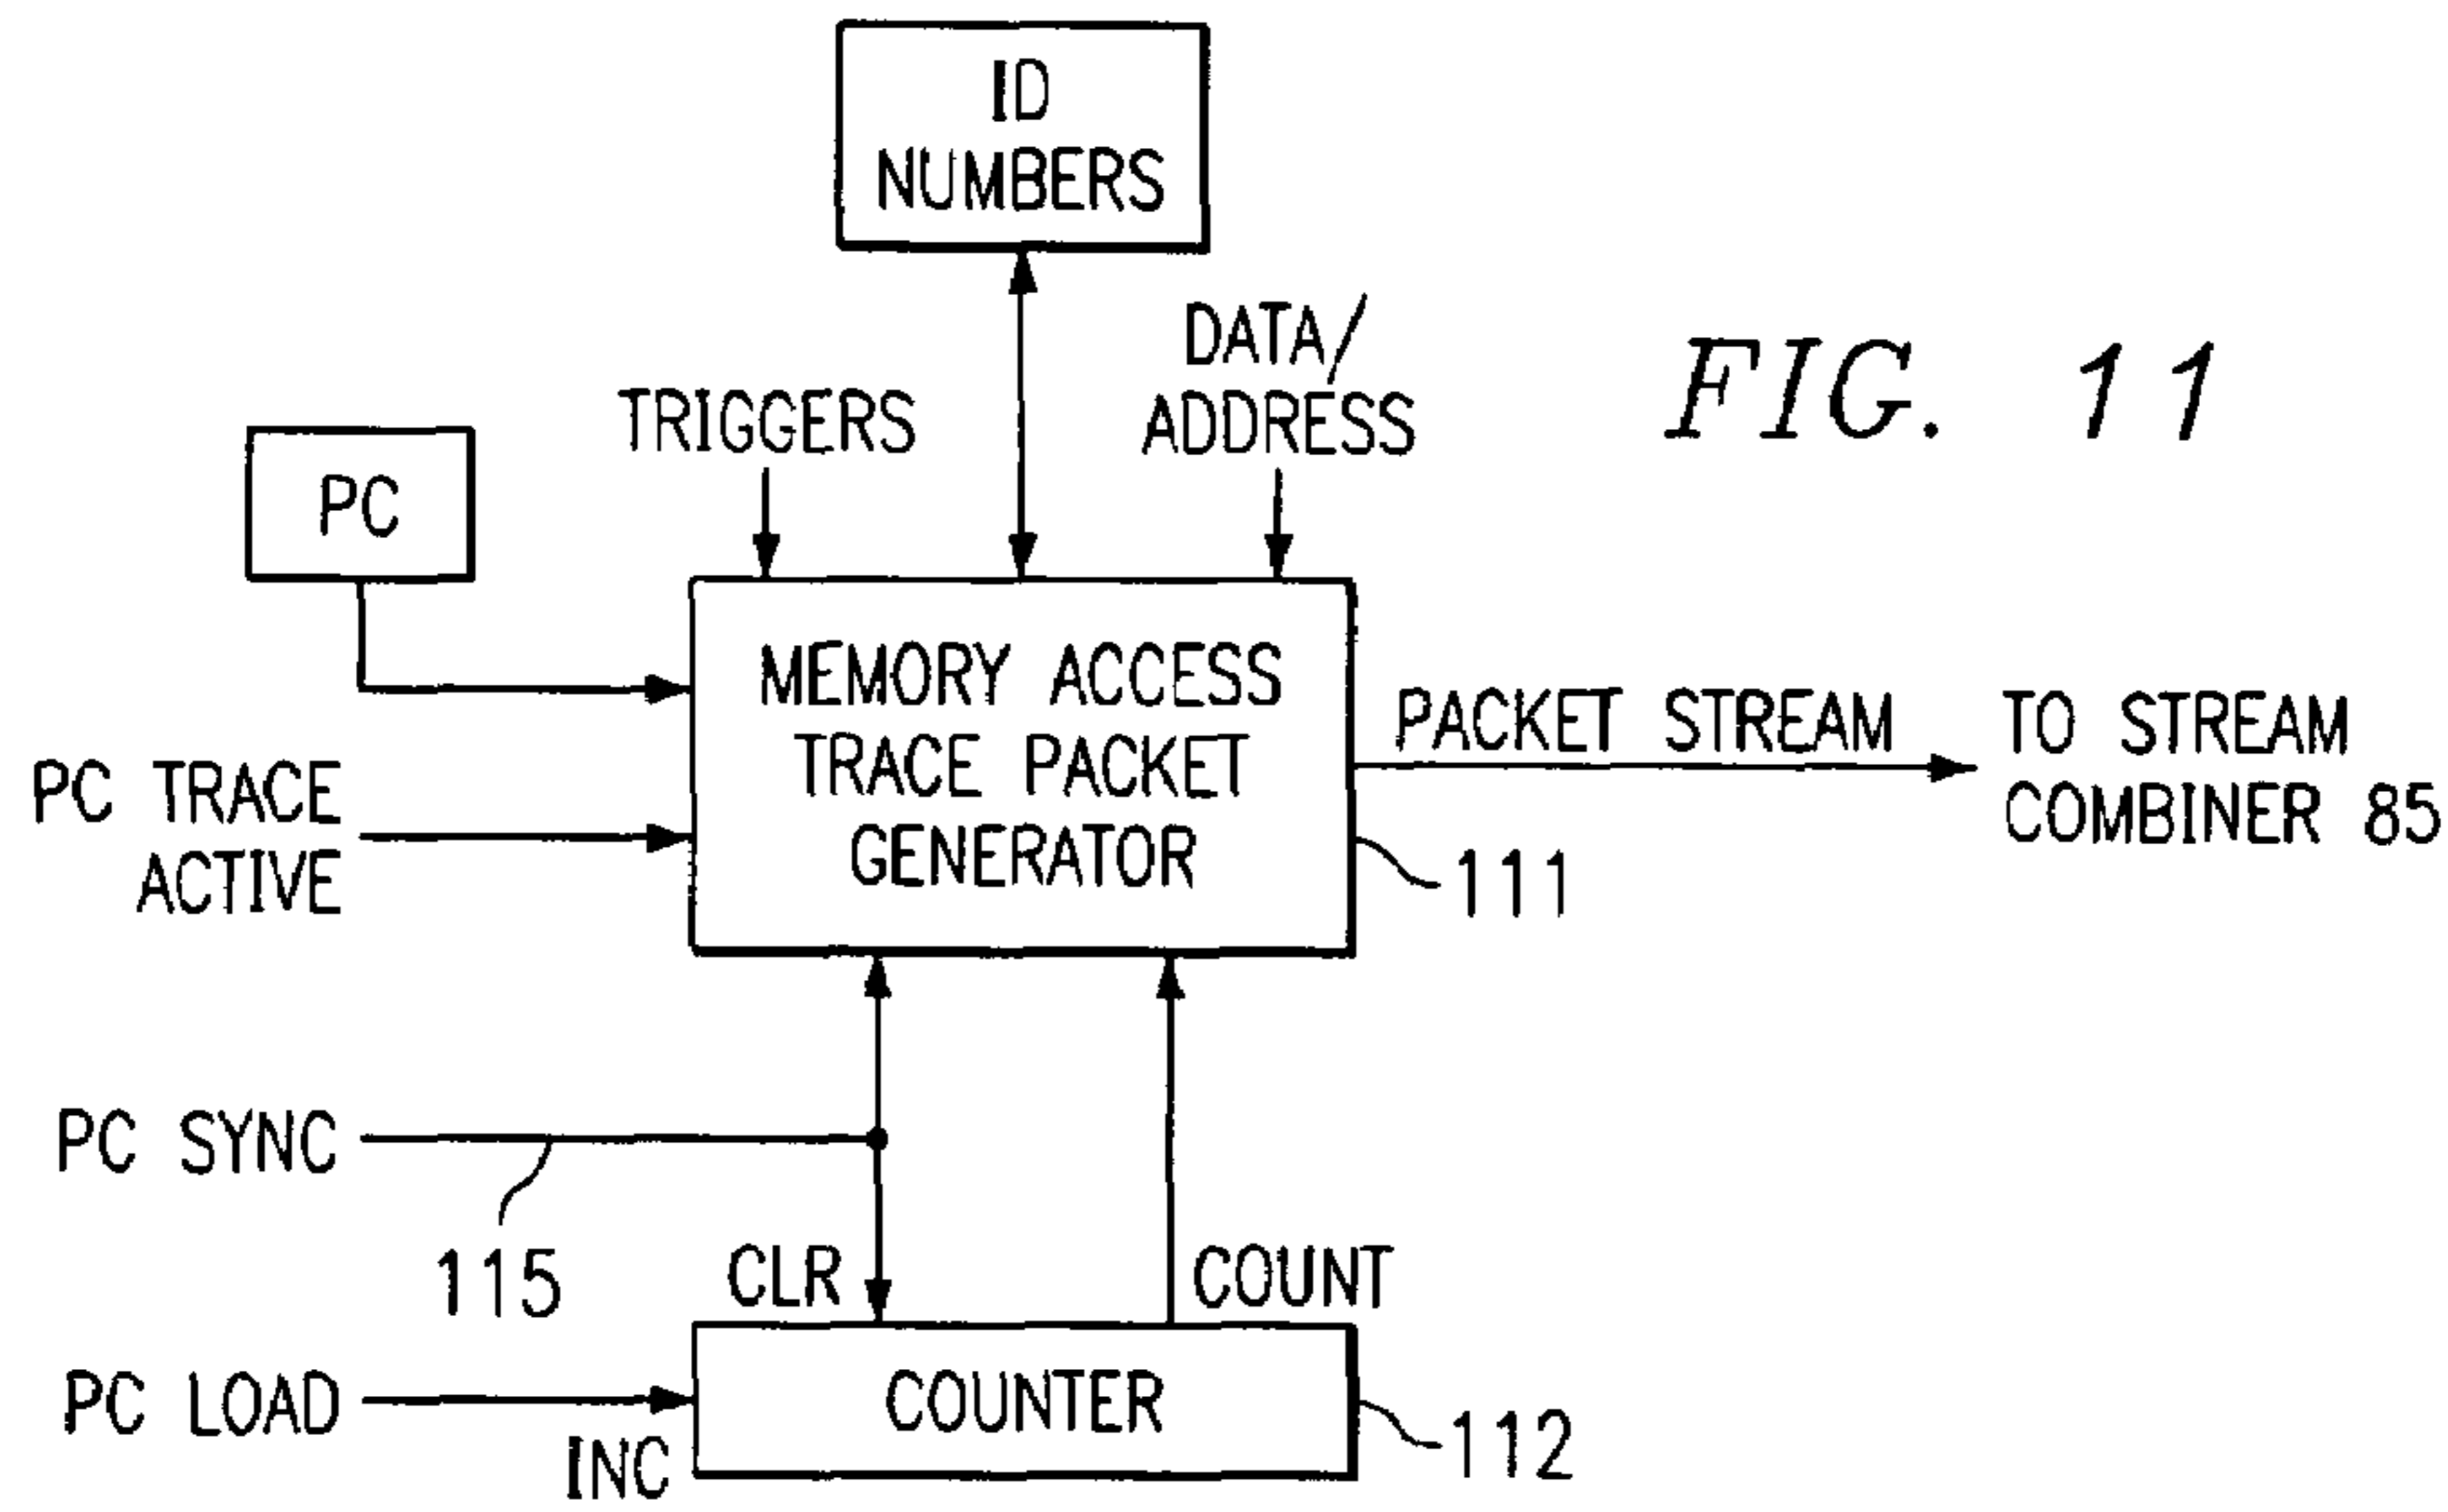 ID
NUMBERS
DATA/
ADDRESS
TRIGGERS
FIG. 11
PC
MEMORY ACCESS
TRACE PACKET
GENERATOR
PACKET STREAM
TO STREAM
COMBINER 85
PC TRACE
ACTIVE
111
PC SYNC
115
CLR
COUNT
PC LOAD
INC
COUNTER
112